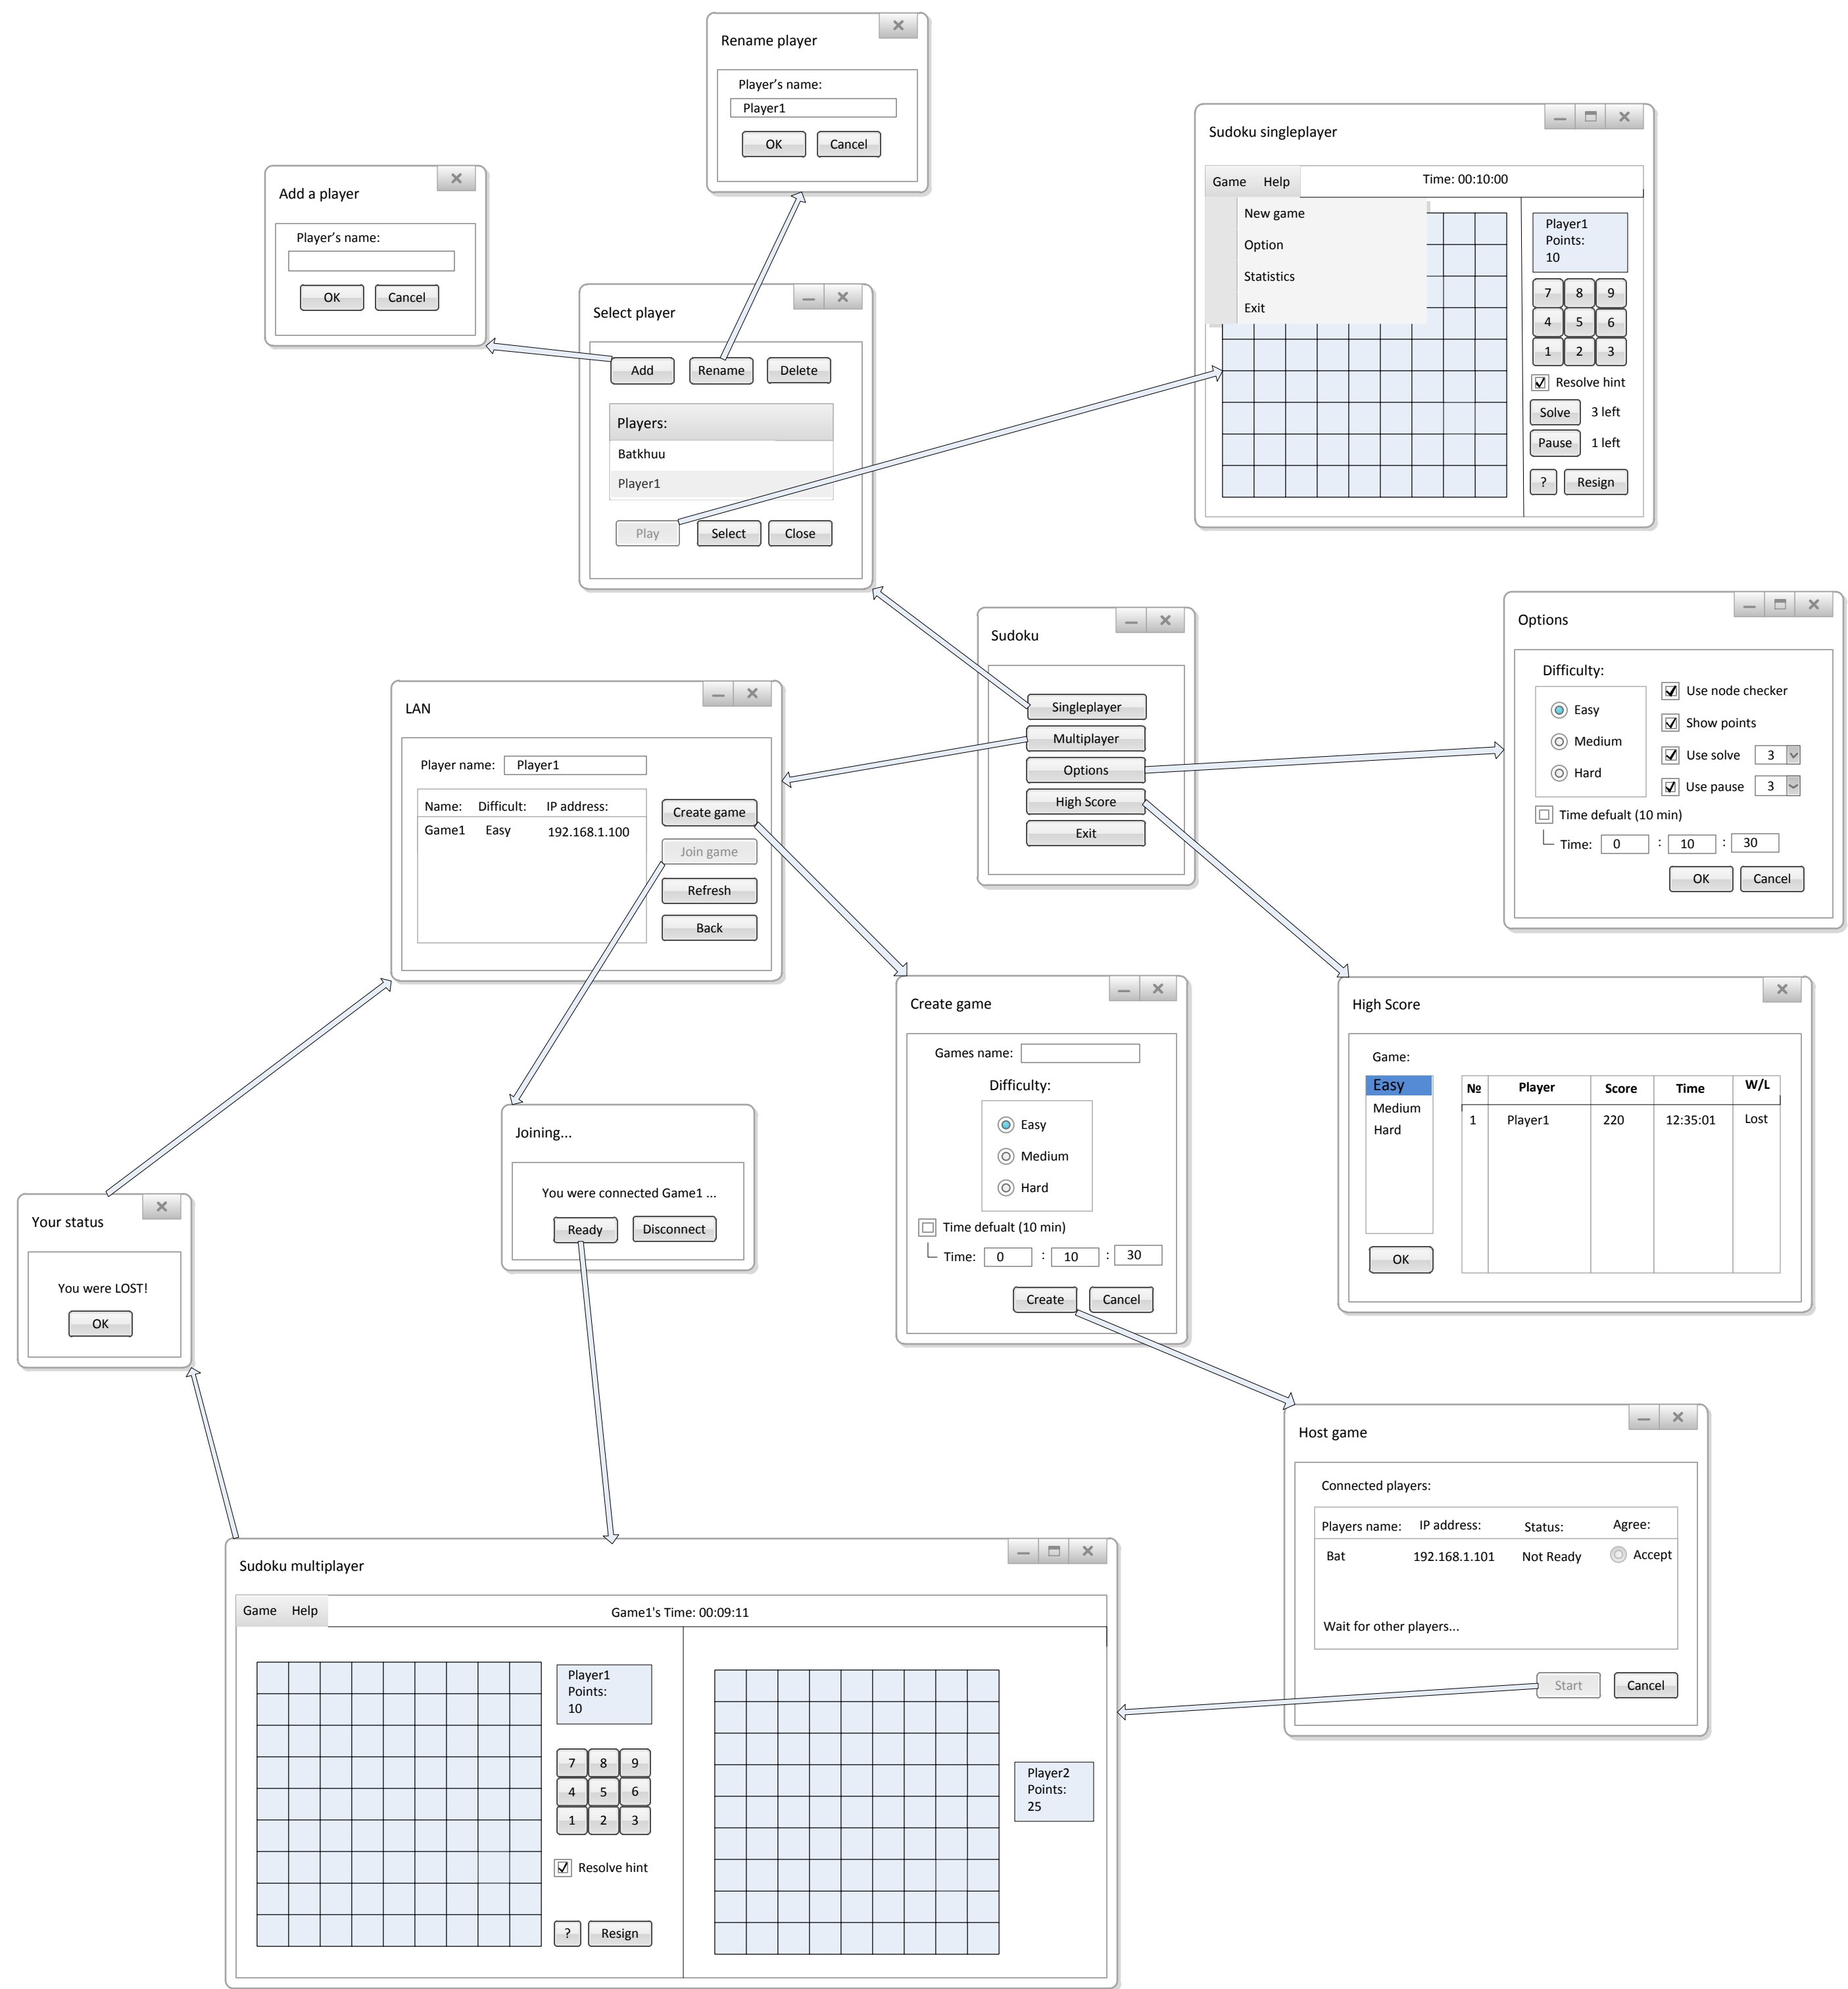 Rename player
Player's name:
Player1
OK Cancel
Add a player
Player's name:
OK Cancel
Sudoku singleplayer
Game Help Time: 00:10:00
New game
Option
Statistics
Exit
Player1
Points:
10
7 8 9
4 5 6
1 2 3
Resolve hint
Solve 3 left
Pause 1 left
? Resign
Select player
Add Rename Delete
Players:
Batkhuu
Player1
Play Select Close
Sudoku
Singleplayer
Multiplayer
Options
High Score
Exit
Options
Difficulty:
Easy
Medium
Hard
Use node checker
Show points
Use solve 3
Use pause 3
Time defualt (10 min)
Time: 0 : 10 : 30
OK Cancel
LAN
Player name: Player1
Name: Difficult: IP address:
Game1 Easy 192.168.1.100
Create game
Join game
Refresh
Back
Create game
Games name:
Difficulty:
Easy
Medium
Hard
Time defualt (10 min)
Time: 0 : 10 : 30
Create Cancel
High Score
Game:
Easy
Medium
Hard
OK
№ Player Score Time W/L
1 Player1 220 12:35:01 Lost
Joining...
You were connected Game1 ...
Ready Disconnect
Your status
You were LOST!
OK
Host game
Connected players:
Players name: IP address: Status: Agree:
Bat 192.168.1.101 Not Ready Accept
Wait for other players...
Start Cancel
Sudoku multiplayer
Game Help Game1's Time: 00:09:11
Player1
Points:
10
7 8 9
4 5 6
1 2 3
Resolve hint
? Resign
Player2
Points:
25